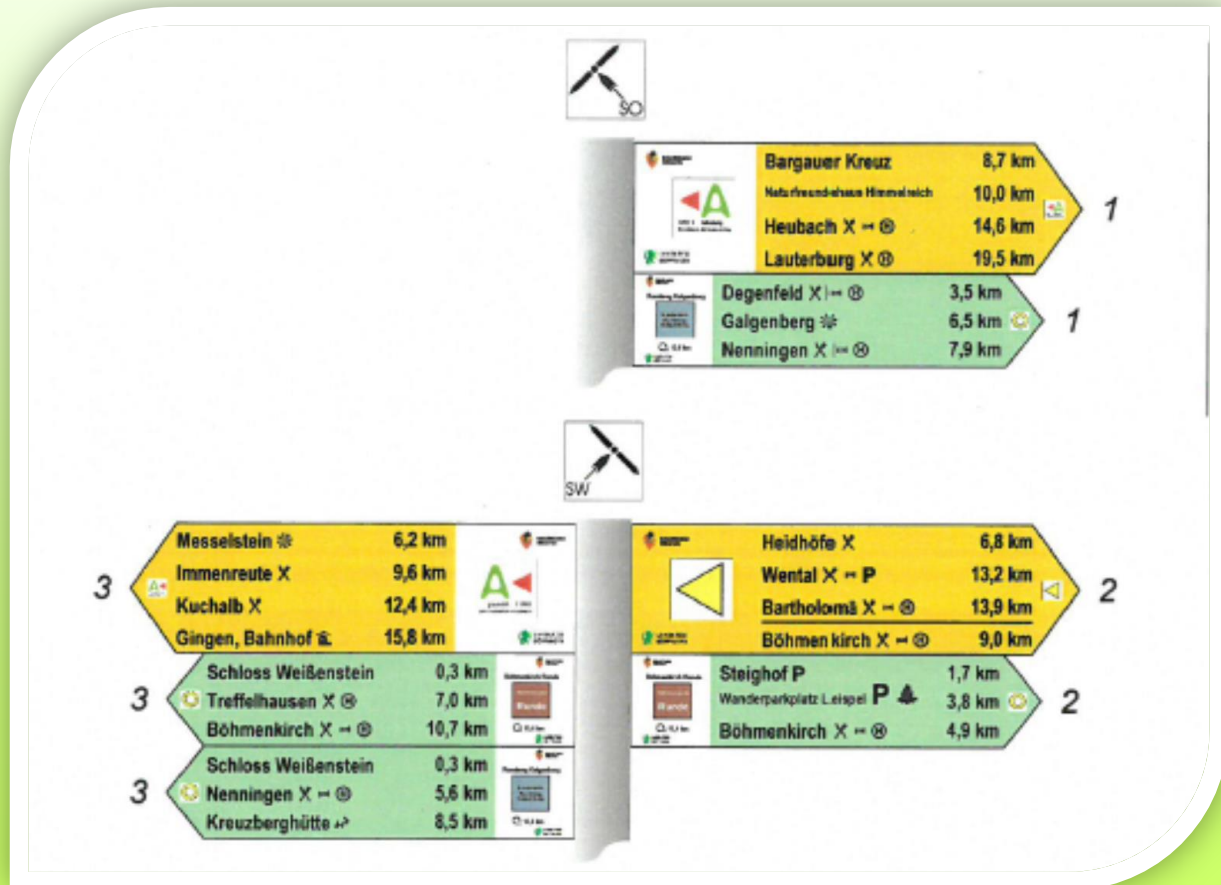 SO
Bargauer Kreuz 8,7 km
Naturfreundehaus Himmelreich 10,0 km
Heubach 14,6 km
Lauterburg 19,5 km
1
Degenfeld 3,5 km
Galgenberg 6,5 km
Nenningen 7,9 km
1
SW
Messelstein 6,2 km
Immenreute 9,6 km
Kuchalb 12,4 km
Gingen, Bahnhof 15,8 km
3
Heidhöfe 6,8 km
Wental P 13,2 km
Bartholomä 13,9 km
Böhmenkirch 9,0 km
2
Schloss Weißenstein 0,3 km
Treffelhausen 7,0 km
Böhmenkirch 10,7 km
3
Runde
Steighof P 1,7 km
Wanderparkplatz Leispel P 3,8 km
Böhmenkirch 4,9 km
2
Runde
Schloss Weißenstein 0,3 km
Nenningen 5,6 km
Kreuzberghütte 8,5 km
3